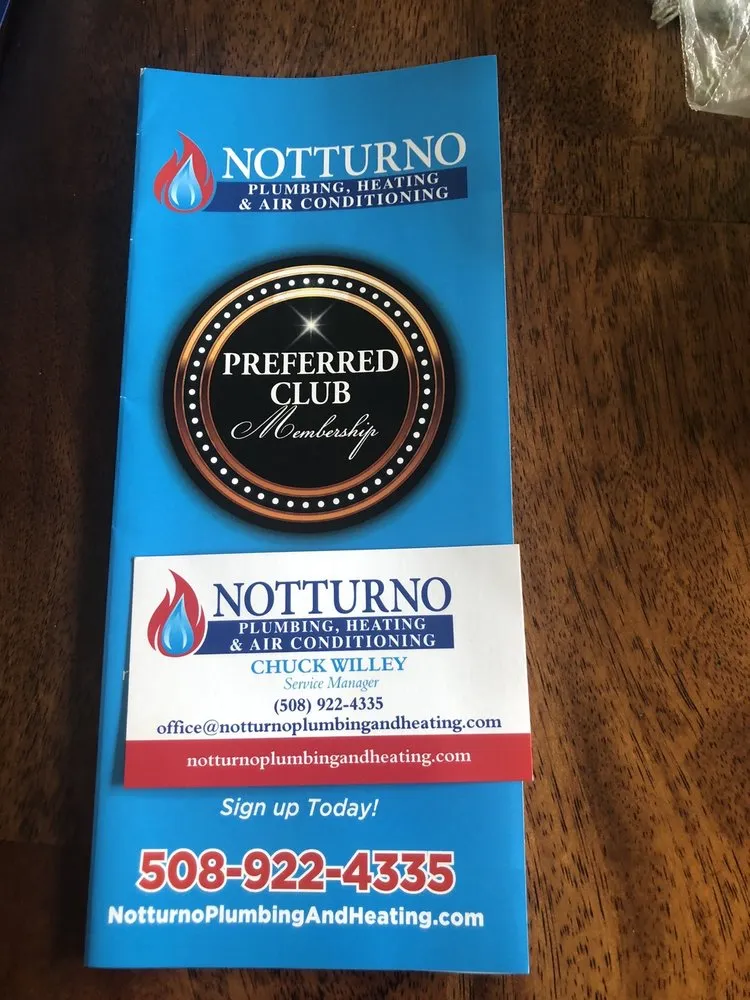 NOTTURNO
PLUMBING, HEATING
& AIR CONDITIONING
PREFERRED
CLUB
Membership
NOTTURNO
PLUMBING, HEATING
& AIR CONDITIONING
CHUCK WILLEY
Service Manager
(508) 922-4335
office@notturnoplumbingandheating.com
notturnoplumbingandheating.com
Sign up Today!
508-922-4335
NotturnoPlumbingAndHeating.com